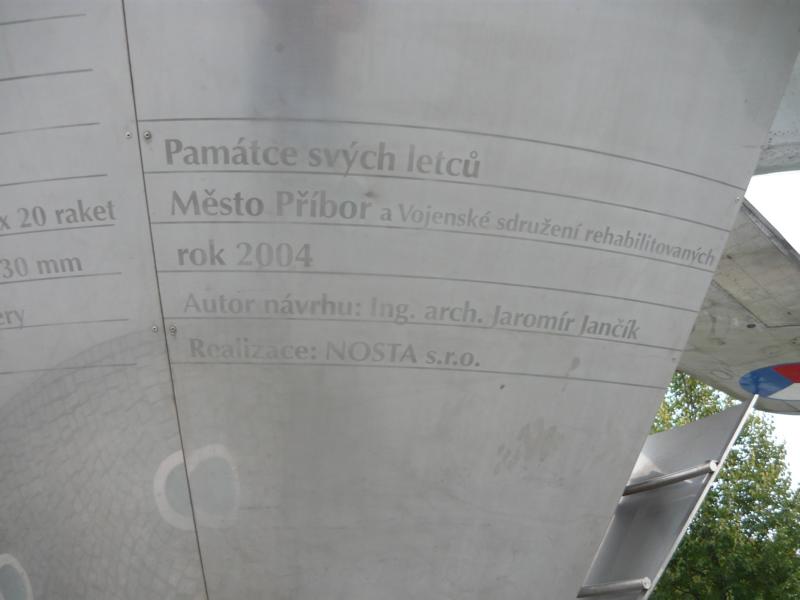 x 20 raket
30 mm
ery
Památce svých letců
Město Příbor a Vojenské sdružení rehabilitovaných
rok 2004
Autor návrhu: Ing. arch. Jaromír Jančík
Realizace: NOSTA s.r.o.